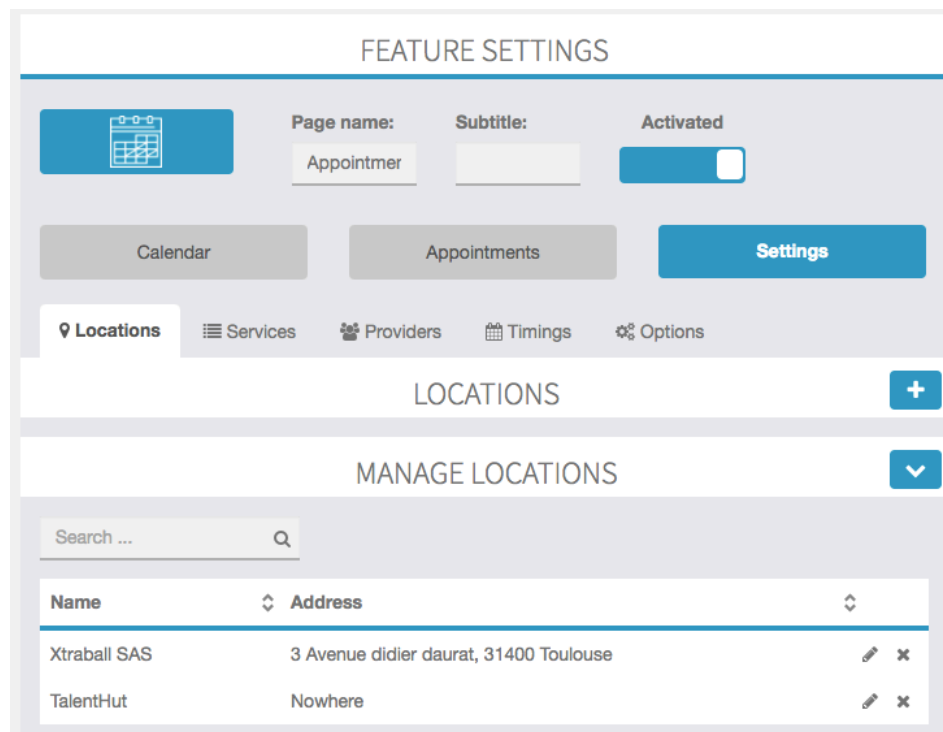 FEATURE SETTINGS
Page name: Subtitle: Activated
Appointmer
Calendar Appointments Settings
Locations Services Providers Timings Options
LOCATIONS
MANAGE LOCATIONS
Search ...
Name Address
Xtraball SAS 3 Avenue didier daurat, 31400 Toulouse
TalentHut Nowhere